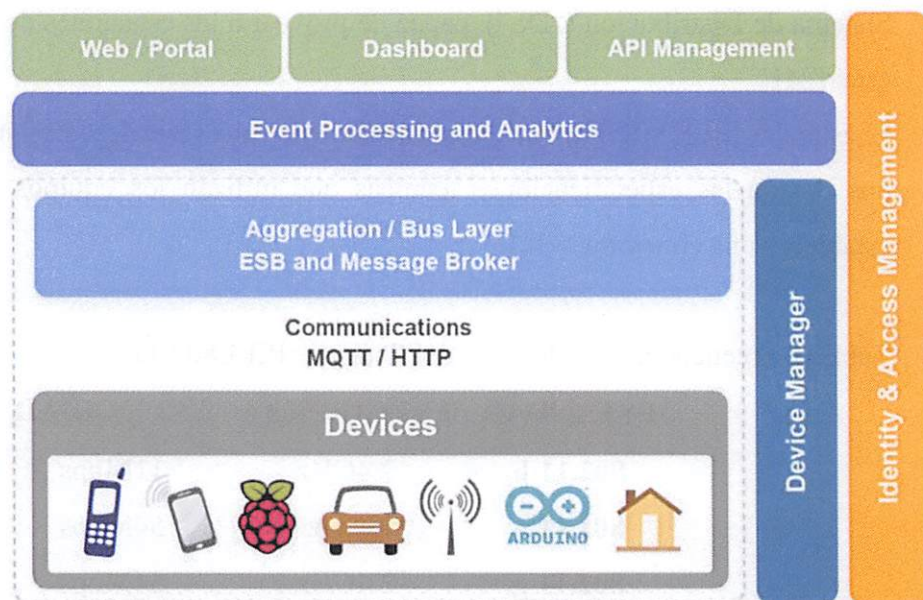 Web / Portal
Dashboard
API Management
Event Processing and Analytics
Aggregation / Bus Layer
ESB and Message Broker
Communications
MQTT / HTTP
Devices
ARDUINO
Device Manager
Identity & Access Management